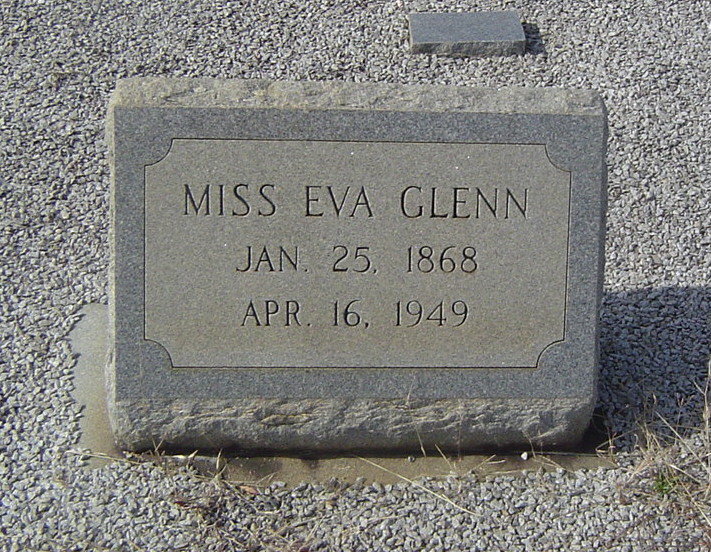 MISS EVA GLENN
JAN. 25, 1868
APR. 16, 1949